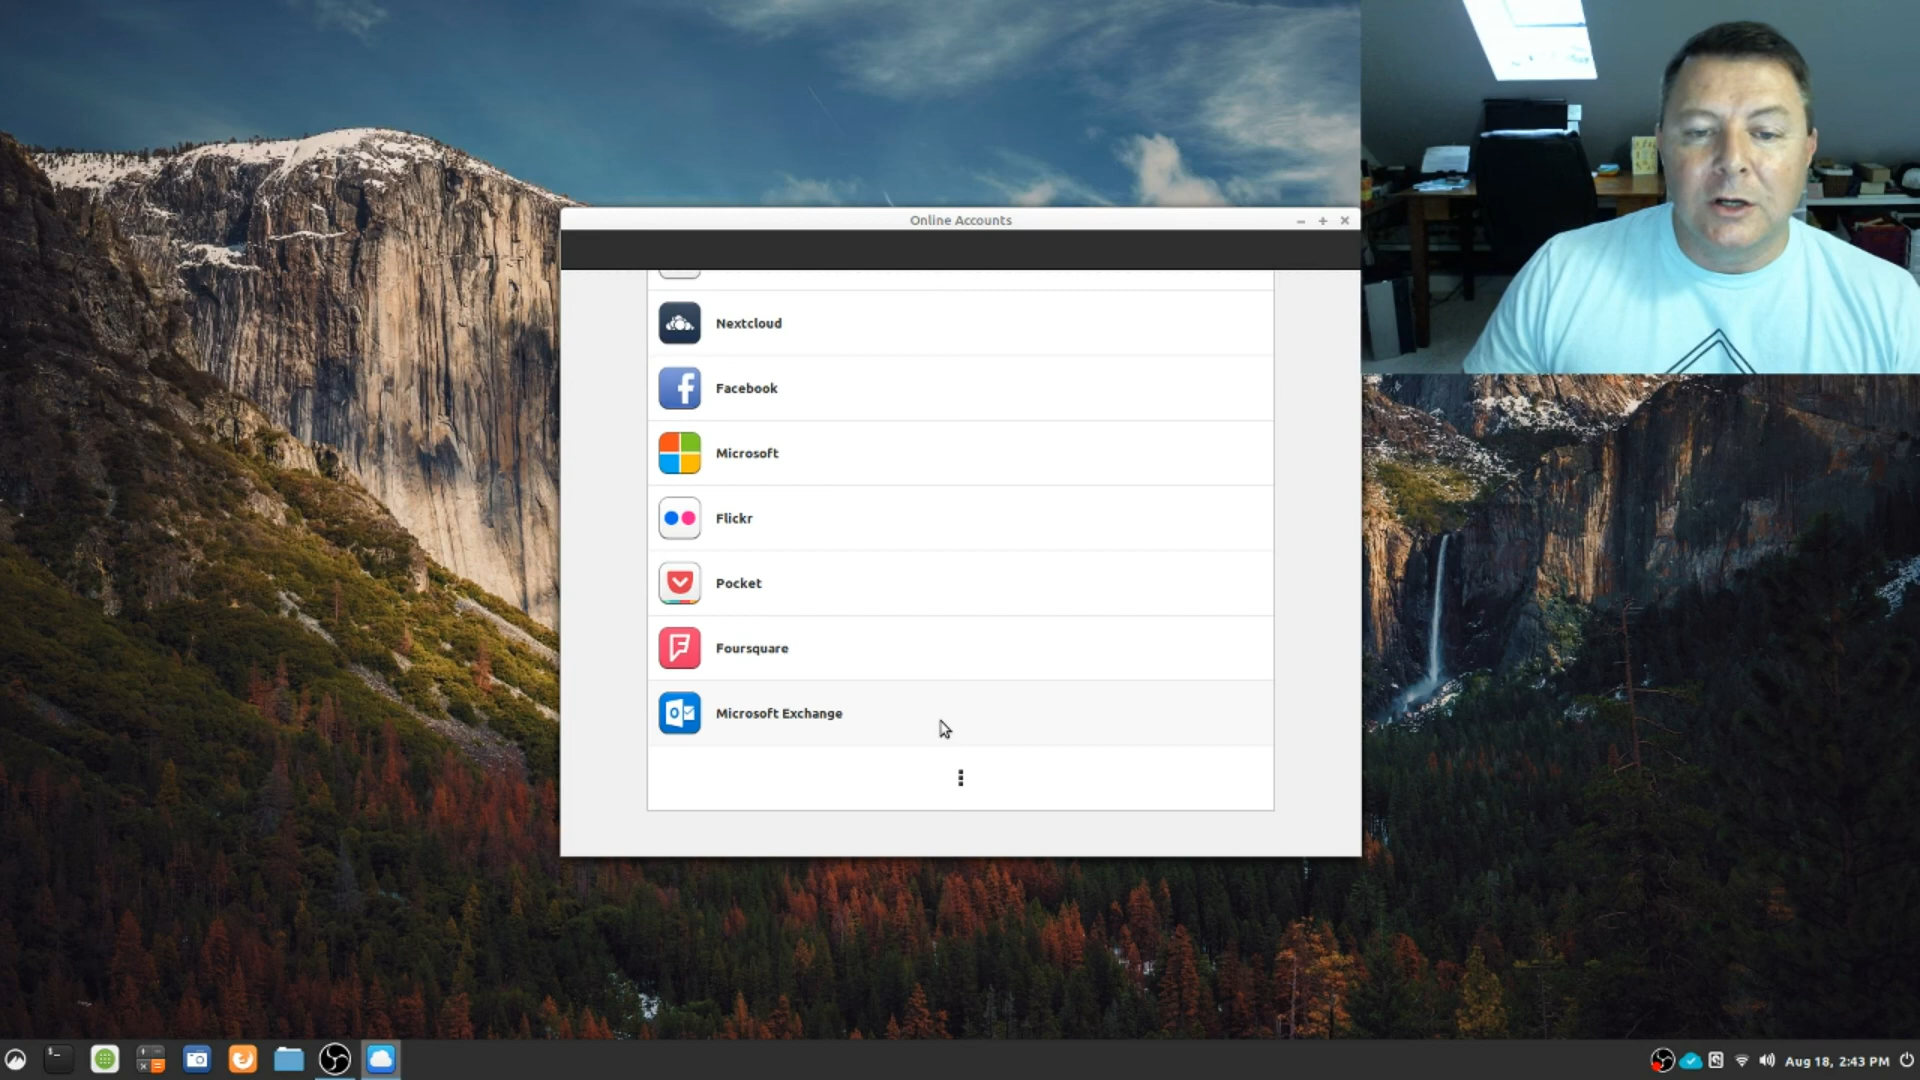 Online Accounts
Nextcloud
Facebook
Microsoft
Flickr
Pocket
Foursquare
Microsoft Exchange
Aug 18, 2:43 PM